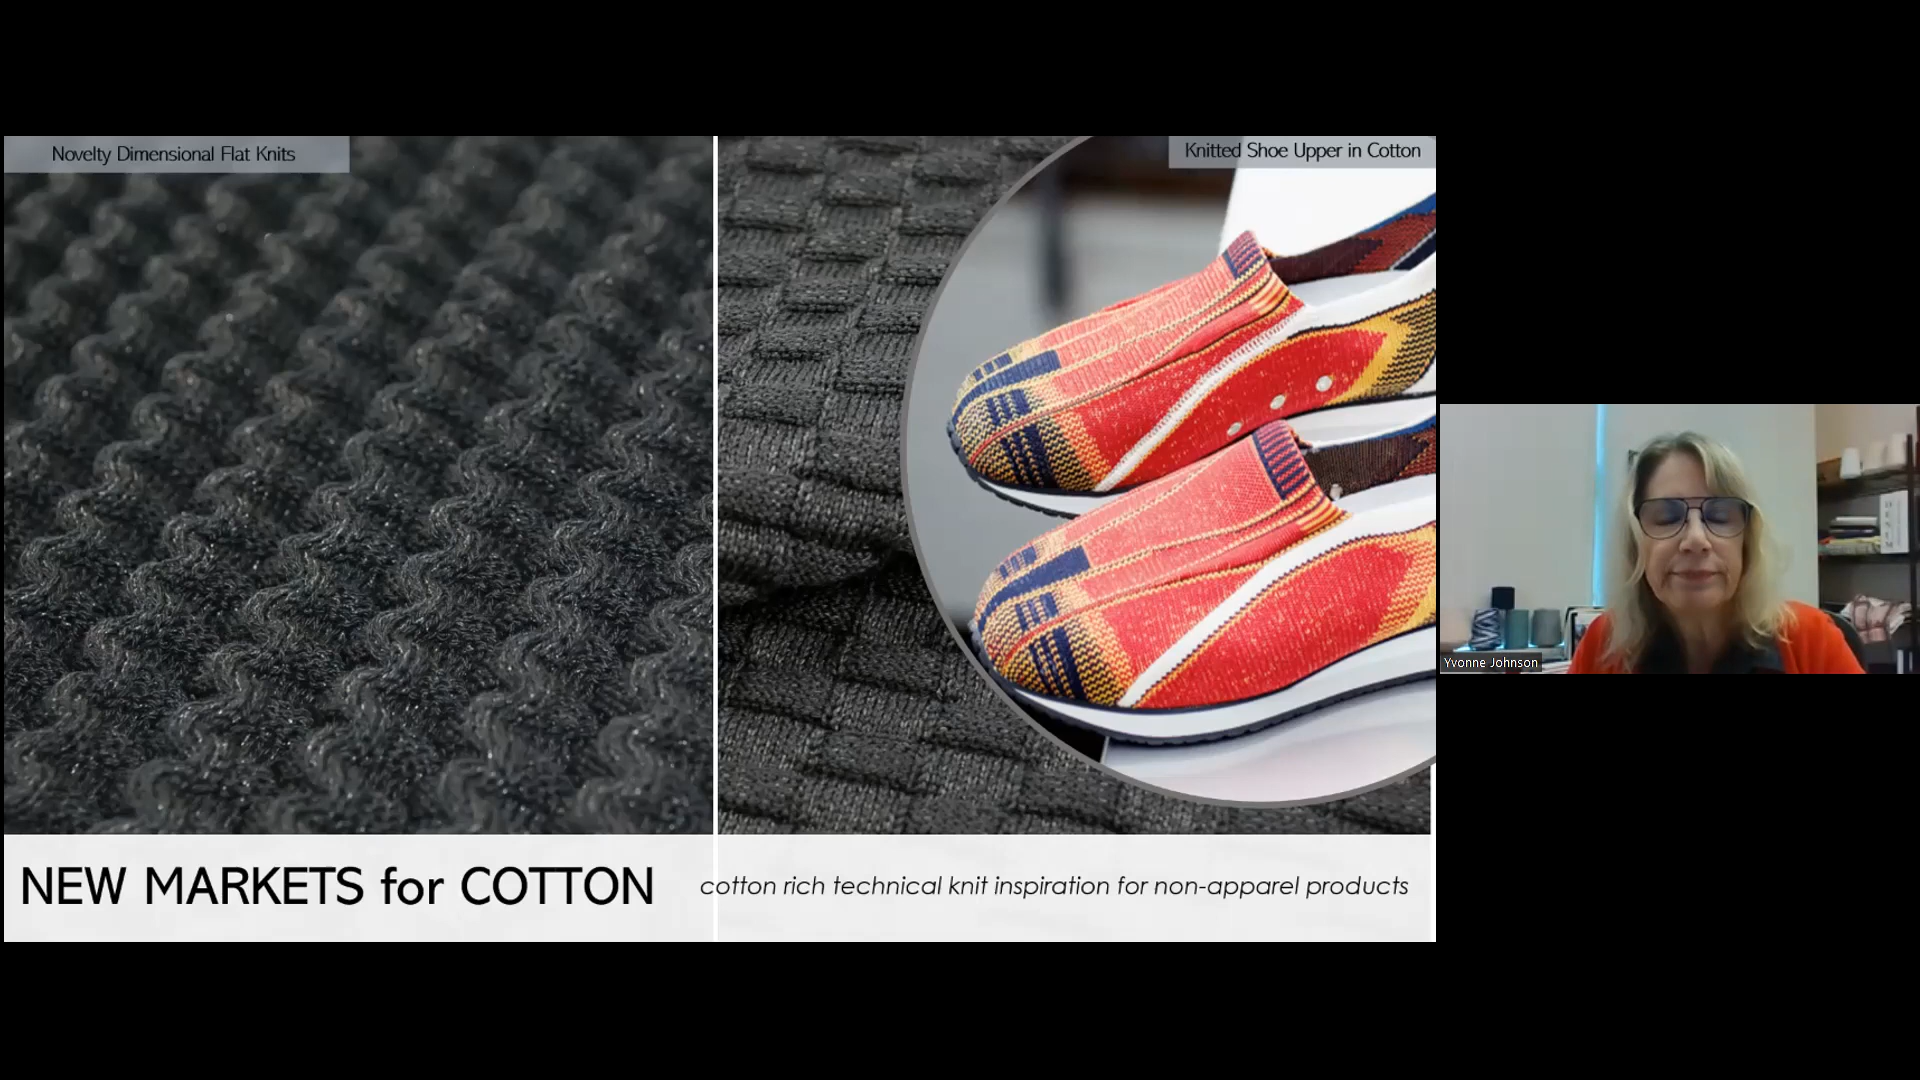 Novelty Dimensional Flat Knits
Knitted Shoe Upper in Cotton
NEW MARKETS for COTTON
cotton rich technical knit inspiration for non-apparel products
Yvonne Johnson